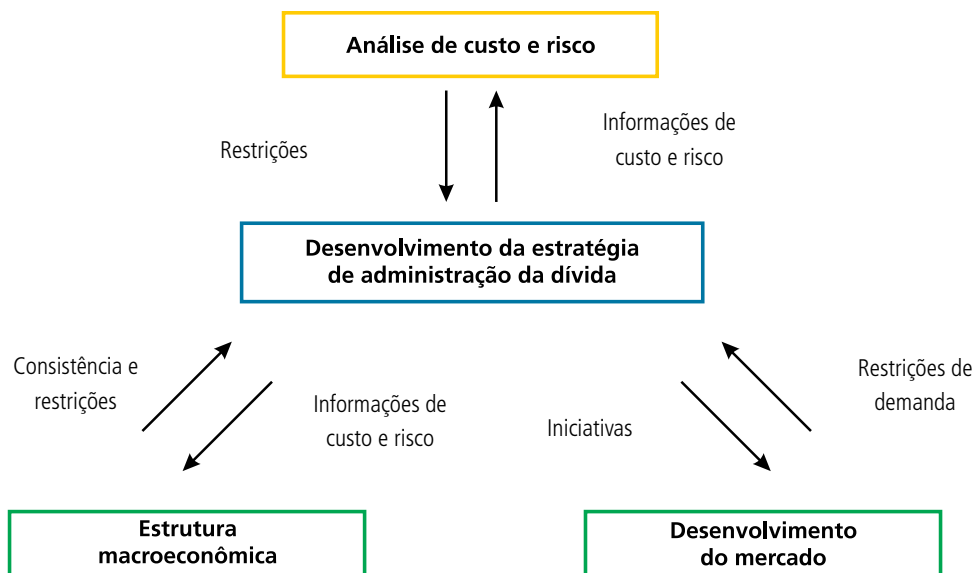 Análise de custo e risco
Restrições
Informações de
custo e risco
Desenvolvimento da estratégia
de administração da dívida
Consistência e
restrições
Informações de
custo e risco
Iniciativas
Restrições de
demanda
Estrutura
macroeconômica
Desenvolvimento
do mercado